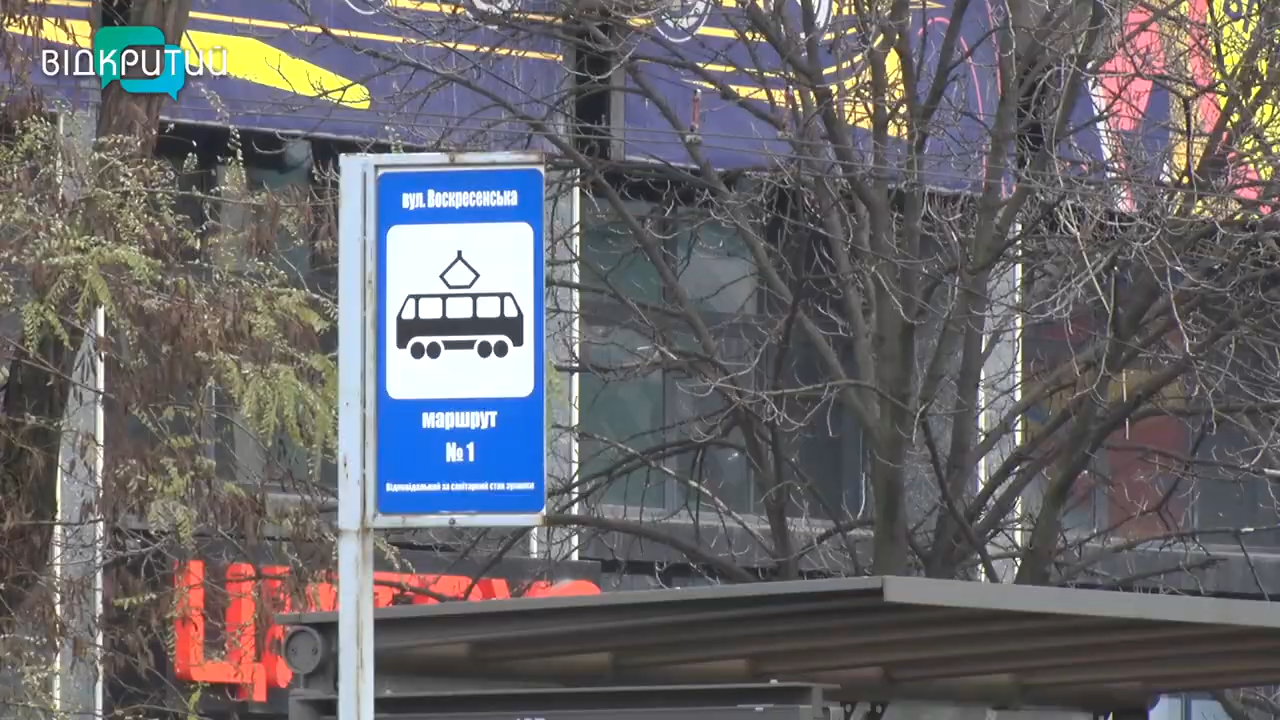 ВІДКРИТИЙ
вул. Воскресенська
маршрут
№ 1
Відповідальний за санітарний стан зупинки